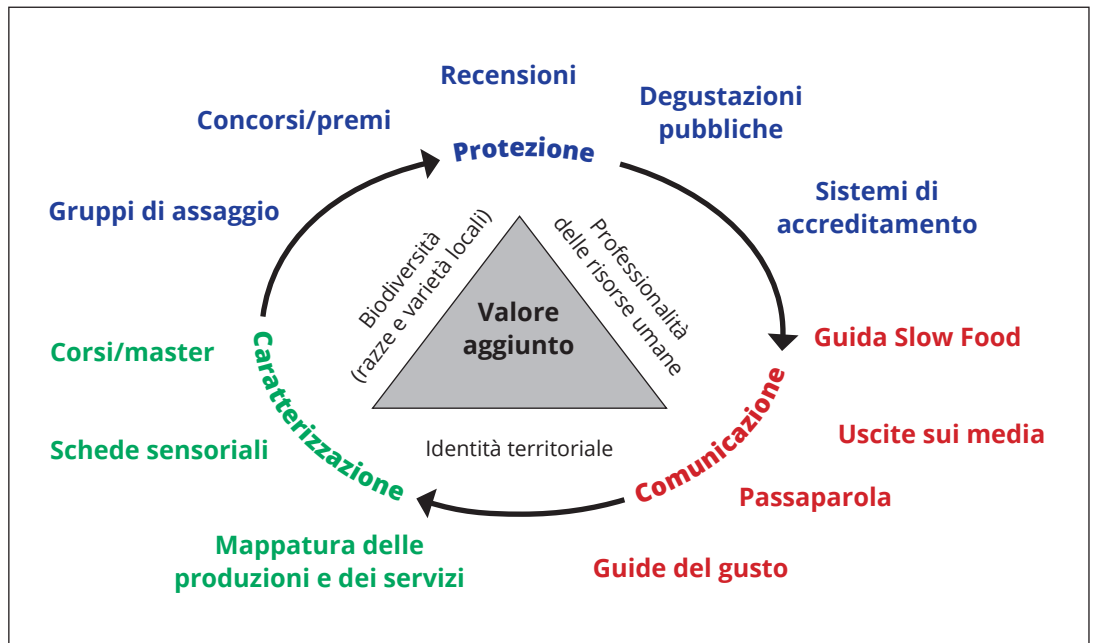 Recensioni
Concorsi/premi
Degustazioni
pubbliche
Protezione
Gruppi di assaggio
Sistemi di
accreditamento
Biodiversità
(razze e varietà locali)
Professionalità
delle risorse umane
Valore
aggiunto
Guida Slow Food
Corsi/master
Caratterizzazione
Comunicazione
Uscite sui media
Schede sensoriali
Identità territoriale
Passaparola
Mappatura delle
produzioni e dei servizi
Guide del gusto